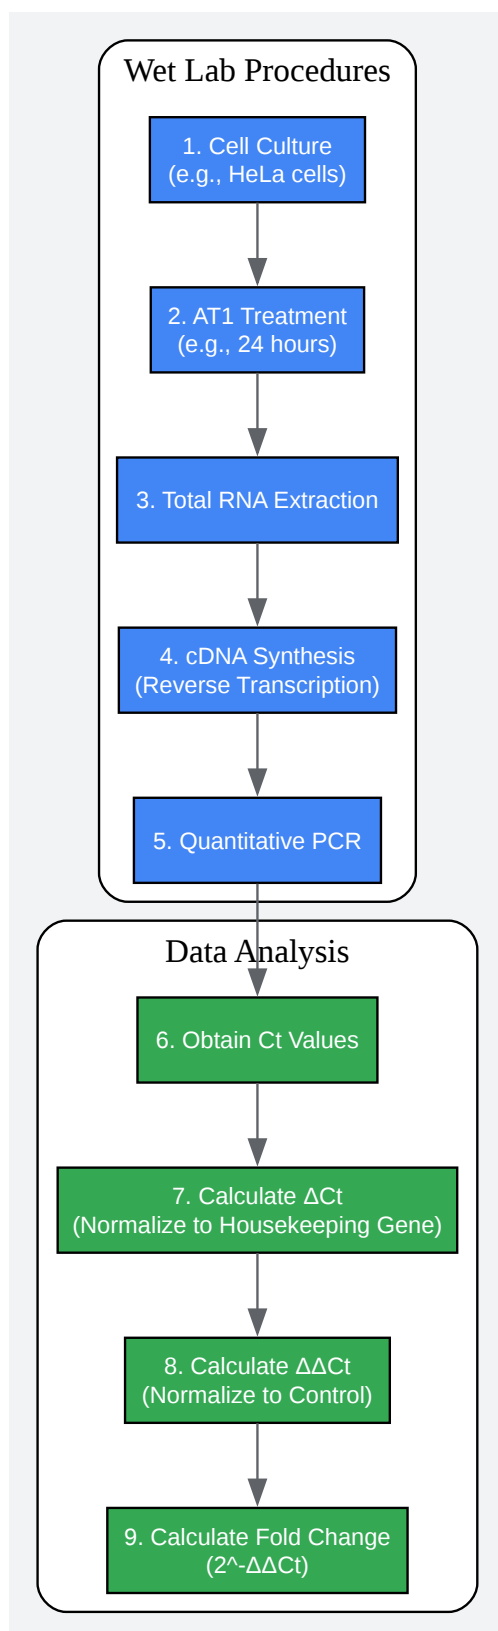 Wet Lab Procedures
1. Cell Culture
(e.g., HeLa cells)
2. AT1 Treatment
(e.g., 24 hours)
3. Total RNA Extraction
4. cDNA Synthesis
(Reverse Transcription)
5. Quantitative PCR
Data Analysis
6. Obtain Ct Values
7. Calculate ΔCt
(Normalize to Housekeeping Gene)
8. Calculate ΔΔCt
(Normalize to Control)
9. Calculate Fold Change
(2^-ΔΔCt)